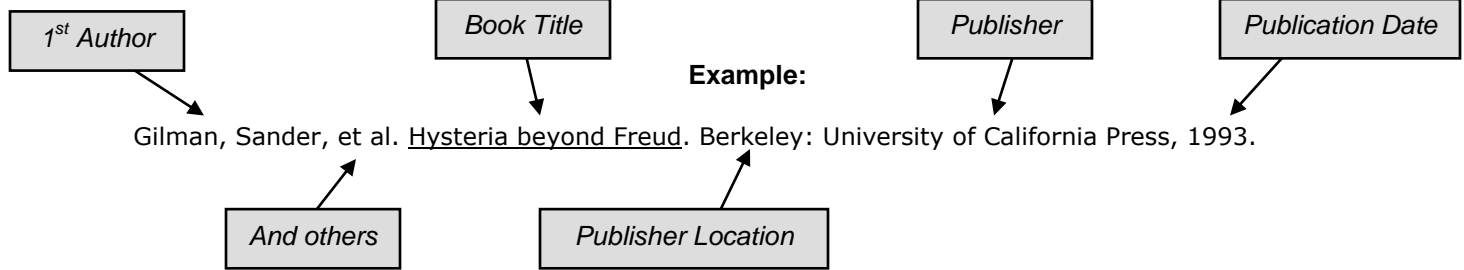 1st Author
Book Title
Publisher
Publication Date
Example:
Gilman, Sander, et al. Hysteria beyond Freud. Berkeley: University of California Press, 1993.
And others
Publisher Location